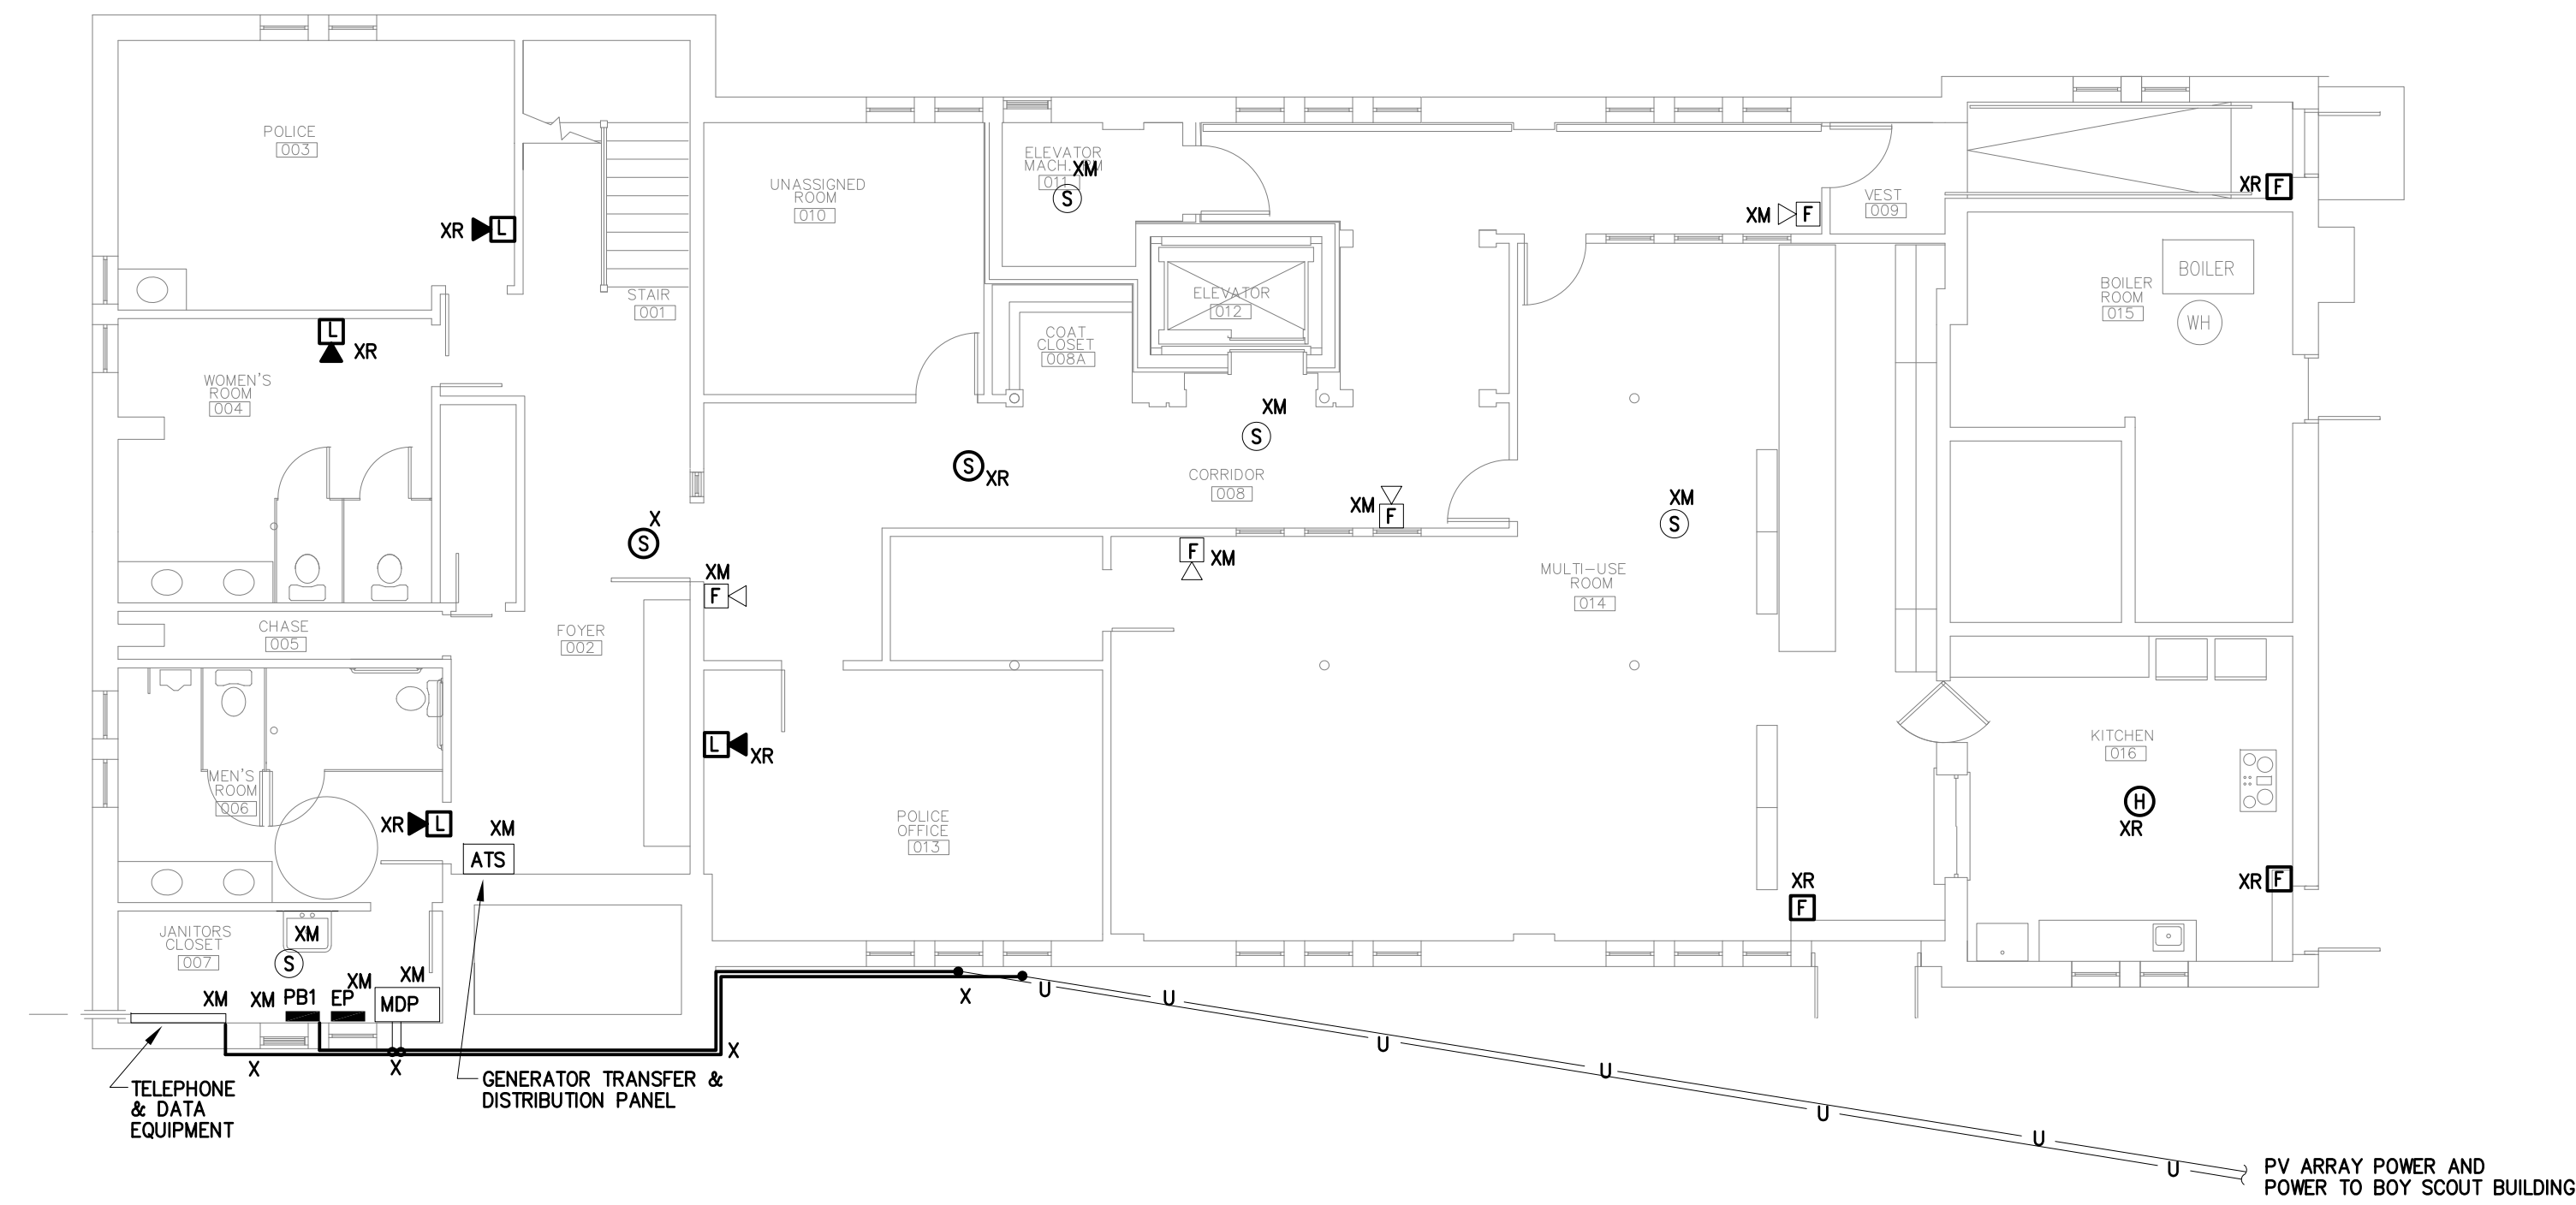 POLICE
003
ELEVATOR
MACH. RM
011
XM
S
UNASSIGNED
ROOM
010
VEST
009
XR F
XM F
XR L
STAIR
001
ELEVATOR
012
BOILER
BOILER
ROOM
015
WH
L
XR
COAT
CLOSET
008A
WOMEN'S
ROOM
004
XM
S
S
XR
CORRIDOR
008
XM
F
XM
S
X
S
F
XM
XM
F
MULTI-USE
ROOM
014
CHASE
005
FOYER
002
L
XR
KITCHEN
016
H
XR
MEN'S
ROOM
006
XR L
XM
ATS
POLICE
OFFICE
013
XR
F
XR F
JANITORS
CLOSET
007
XM
S
XM
XM
XM
XM
PB1
EP
MDP
X
X
X
X
U
U
U
U
U
U
U
TELEPHONE
& DATA
EQUIPMENT
GENERATOR TRANSFER &
DISTRIBUTION PANEL
PV ARRAY POWER AND
POWER TO BOY SCOUT BUILDING